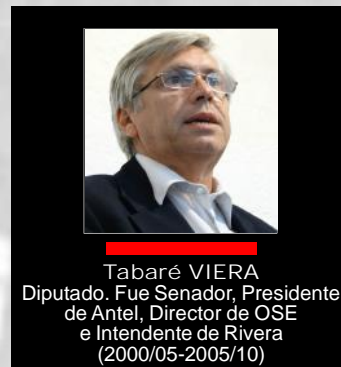 Tabaré VIERA
Diputado. Fue Senador, Presidente
de Antel, Director de OSE
e Intendente de Rivera
(2000/05-2005/10)